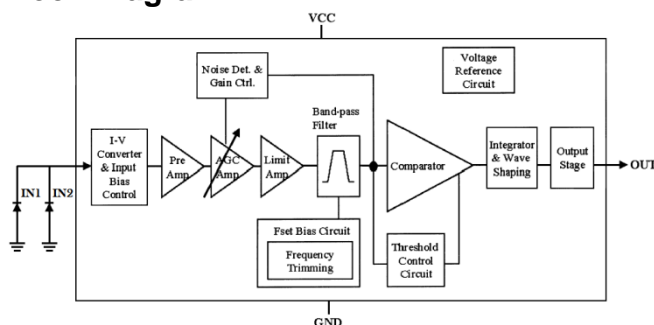 VCC
Noise Det. &
Gain Ctrl.
Voltage
Reference
Circuit
Band-pass
Filter
I-V
Converter
& Input
Bias
Control
Pre
Amp
AGC
Amp
Limit
Amp
Comparator
Integrator
& Wave
Shaping
Output
Stage
OUT
IN1
IN2
Fset Bias Circuit
Frequency
Trimming
Threshold
Control
Circuit
GND